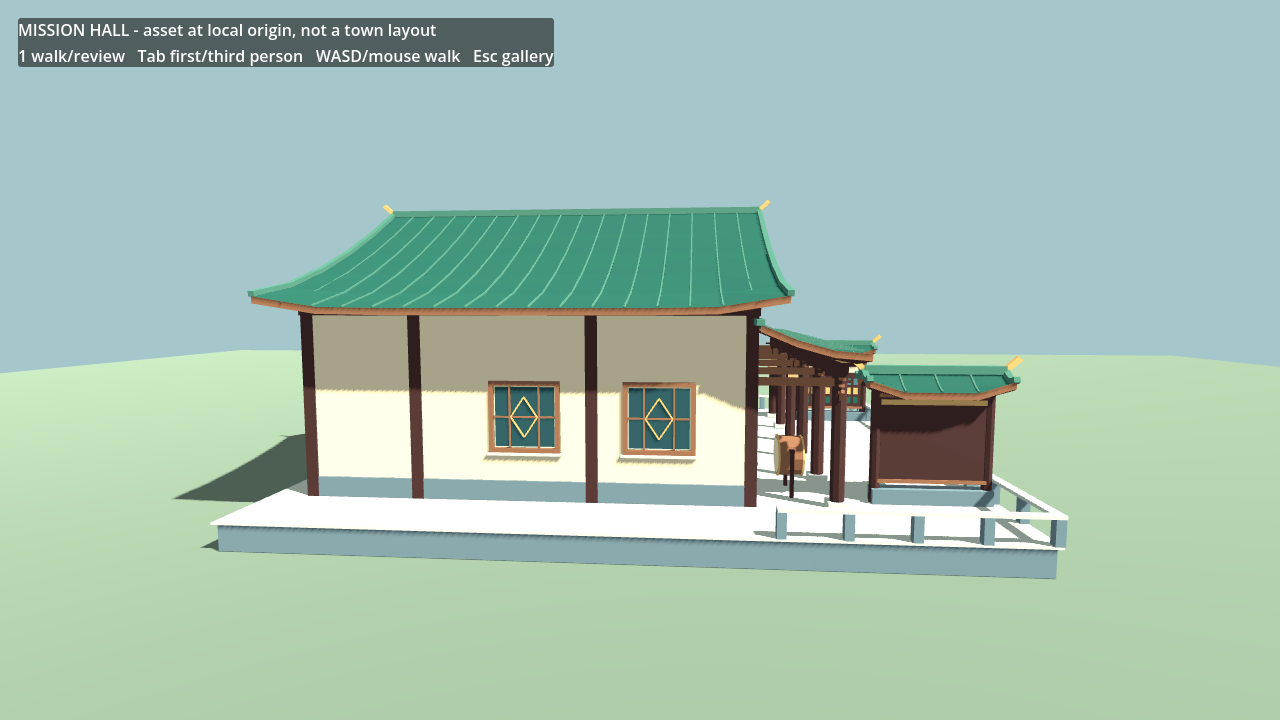 MISSION HALL - asset at local origin, not a town layout
1 walk/review   Tab first/third person   WASD/mouse walk   Esc gallery